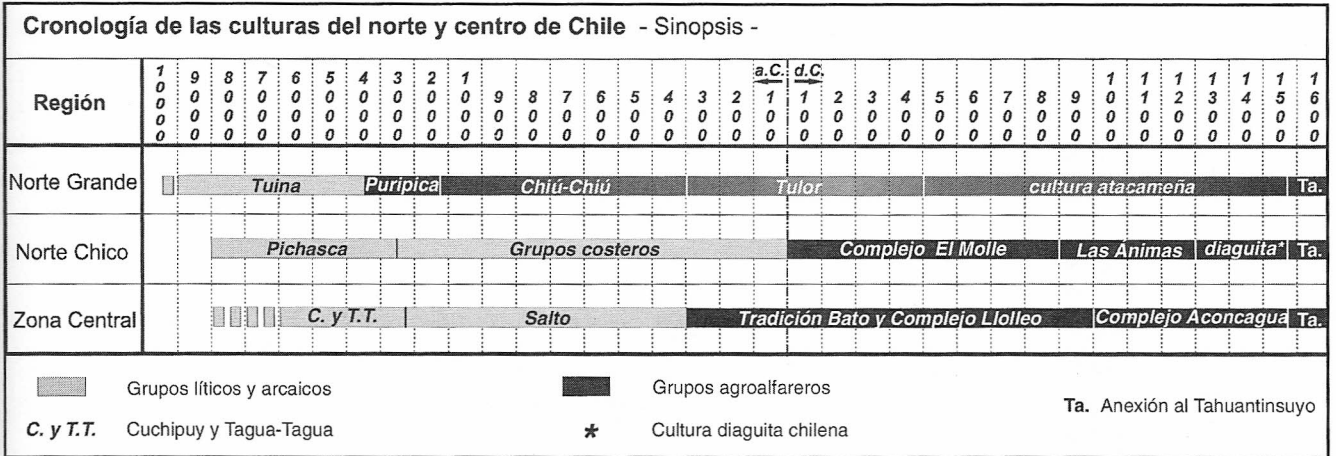 Cronología de las culturas del norte y centro de Chile - Sinopsis -
Región 10000 9000 8000 7000 6000 5000 4000 3000 2000 1000 900 800 700 600 500 400 300 200 100 a.C. d.C. 100 200 300 400 500 600 700 800 900 1000 1100 1200 1300 1400 1500 1600
Norte Grande Tuina Puripica Chiú-Chiú Tulor cultura atacameña Ta.
Norte Chico Pichasca Grupos costeros Complejo El Molle Las Ánimas diaguita* Ta.
Zona Central C. y T.T. Salto Tradición Bato y Complejo Llolleo Complejo Aconcagua Ta.
Grupos líticos y arcaicos Grupos agroalfareros Ta. Anexión al Tahuantinsuyo
C. y T.T. Cuchipuy y Tagua-Tagua * Cultura diaguita chilena